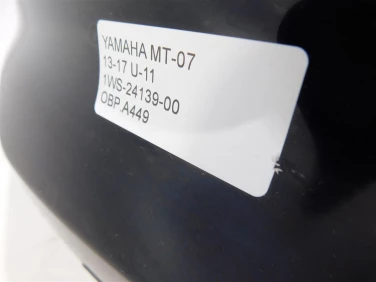 YAMAHA MT-07
13-17 U-11
1WS-24139-00
OBP.A449